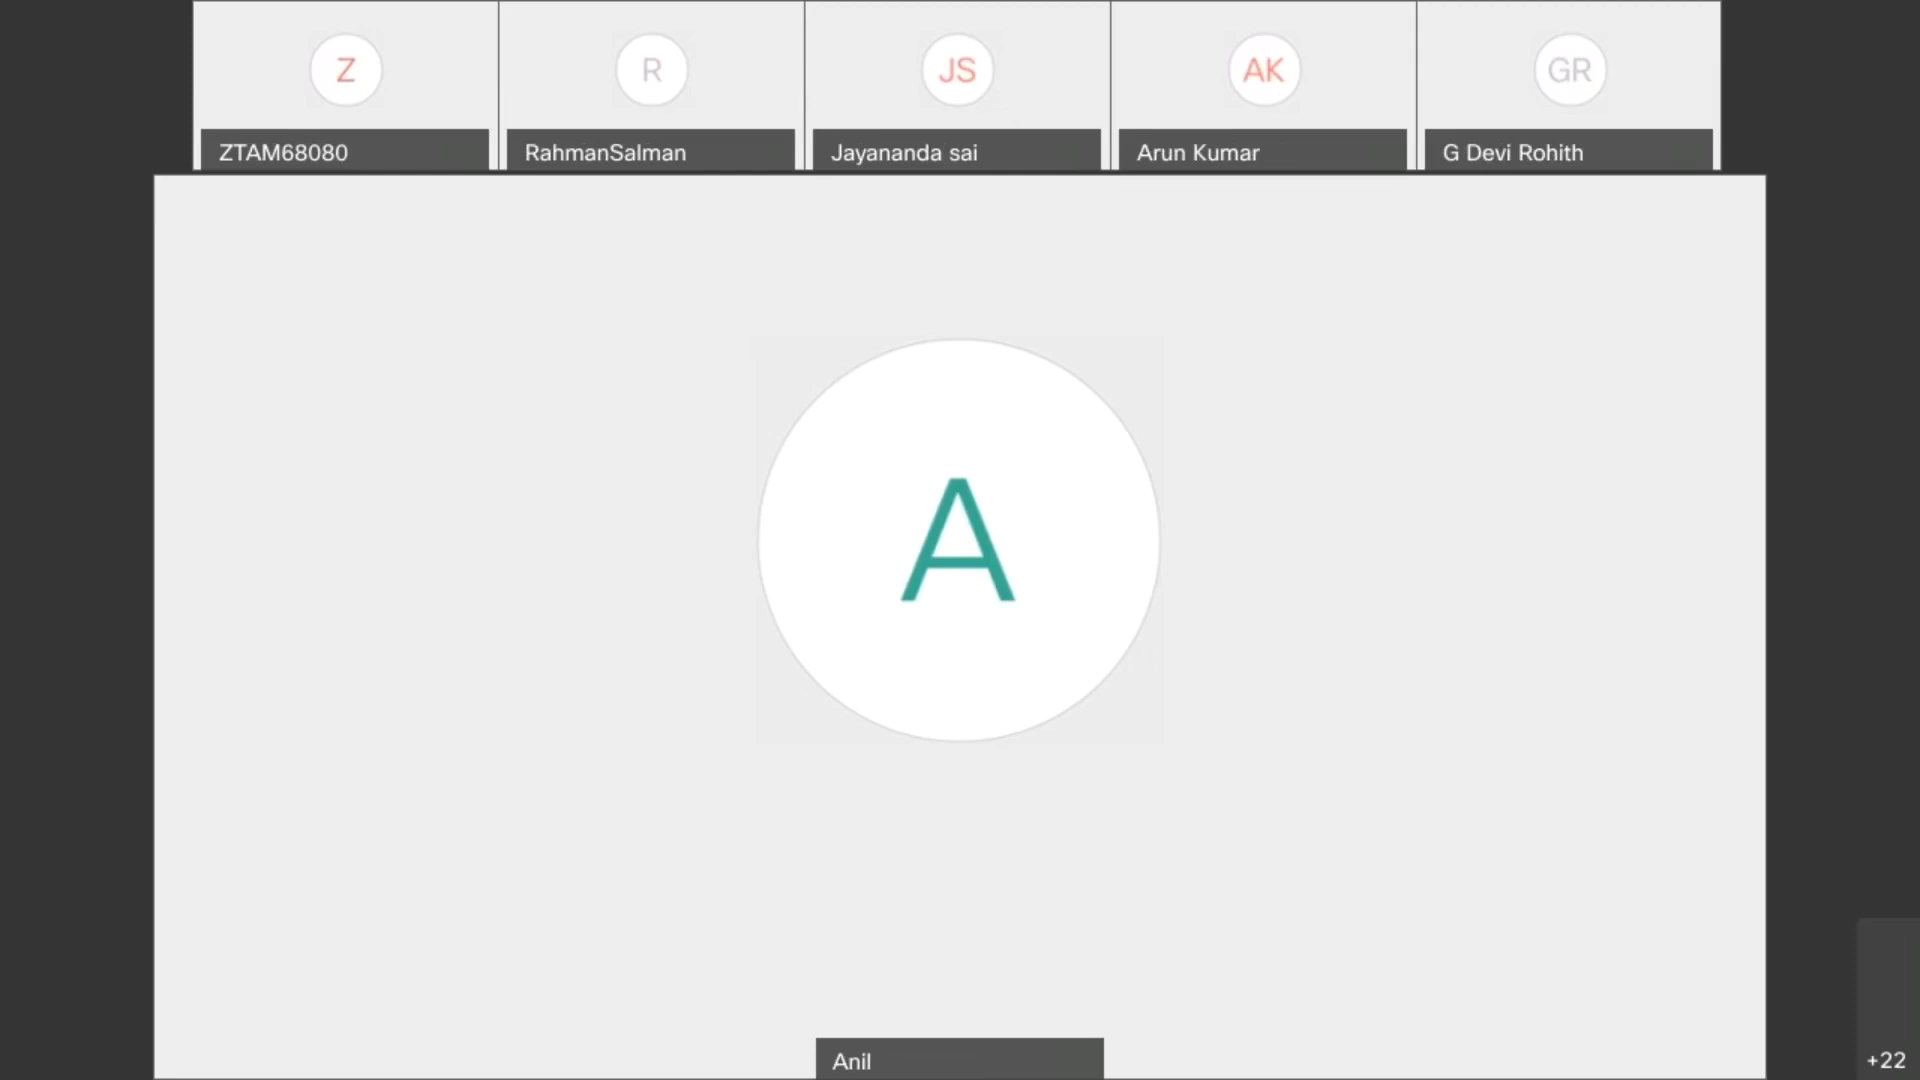 Z
R
JS
AK
GR
ZTAM68080
RahmanSalman
Jayananda sai
Arun Kumar
G Devi Rohith
A
Anil
+22